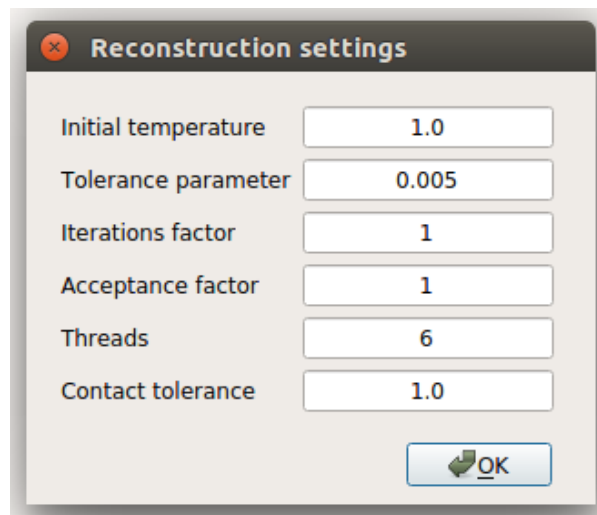 Reconstruction settings
Initial temperature 1.0
Tolerance parameter 0.005
Iterations factor 1
Acceptance factor 1
Threads 6
Contact tolerance 1.0
OK